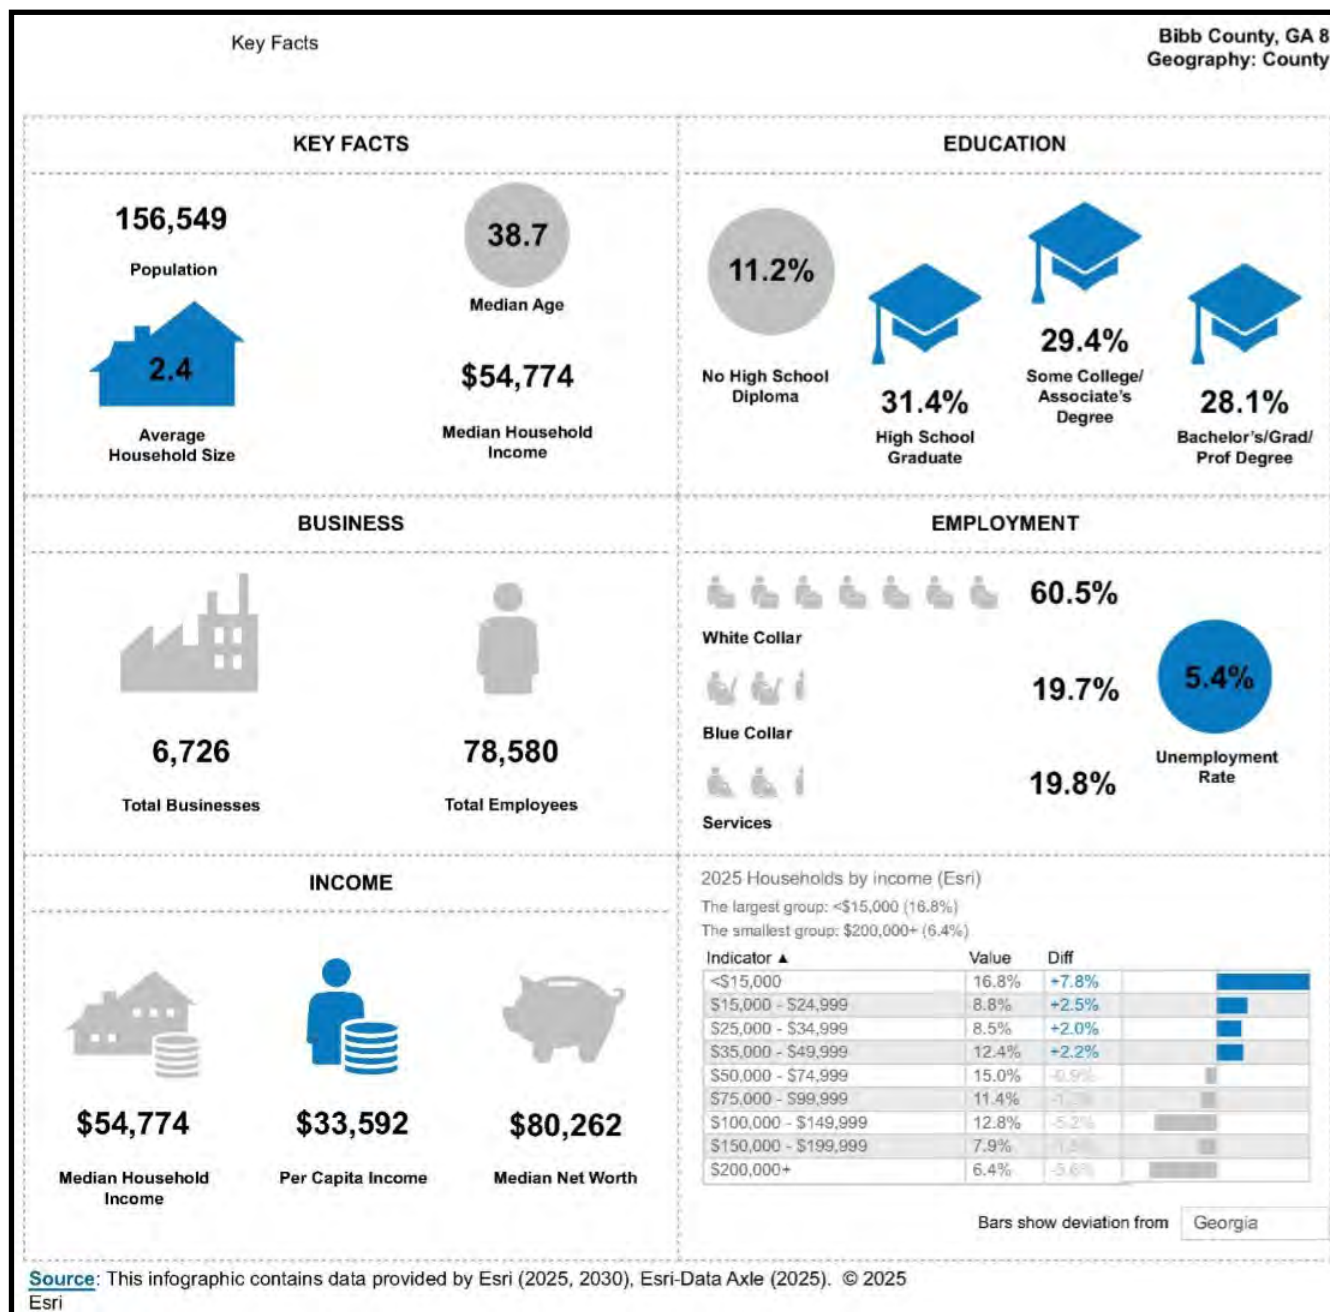 Key Facts
Bibb County, GA 8
Geography: County
KEY FACTS
156,549
Population
38.7
Median Age
2.4
Average
Household Size
$54,774
Median Household
Income
EDUCATION
11.2%
No High School
Diploma
31.4%
High School
Graduate
29.4%
Some College/
Associate's
Degree
28.1%
Bachelor's/Grad/
Prof Degree
BUSINESS
6,726
Total Businesses
78,580
Total Employees
EMPLOYMENT
60.5%
White Collar
19.7%
Blue Collar
19.8%
Services
5.4%
Unemployment
Rate
INCOME
$54,774
Median Household
Income
$33,592
Per Capita Income
$80,262
Median Net Worth
2025 Households by income (Esri)
The largest group: <$15,000 (16.8%)
The smallest group: $200,000+ (6.4%)
Indicator ▲ Value Diff
<$15,000 16.8% +7.8%
$15,000 - $24,999 8.8% +2.5%
$25,000 - $34,999 8.5% +2.0%
$35,000 - $49,999 12.4% +2.2%
$50,000 - $74,999 15.0% -0.9%
$75,000 - $99,999 11.4%
$100,000 - $149,999 12.8% -5.2%
$150,000 - $199,999 7.9%
$200,000+ 6.4% -5.6%
Bars show deviation from Georgia
Source: This infographic contains data provided by Esri (2025, 2030), Esri-Data Axle (2025). © 2025
Esri